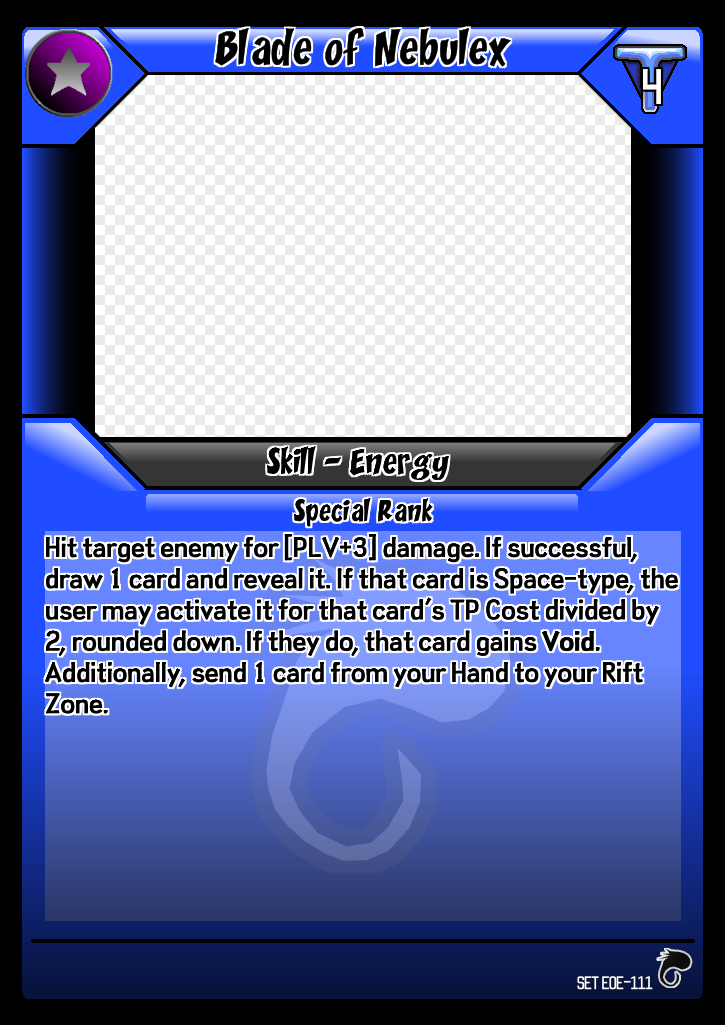 Blade of Nebulex
4
Skill - Energy
Special Rank
Hit target enemy for [PLV+3] damage. If successful,
draw 1 card and reveal it. If that card is Space-type, the
user may activate it for that card's TP Cost divided by
2, rounded down. If they do, that card gains Void.
Additionally, send 1 card from your Hand to your Rift
Zone.
SET EOE-111